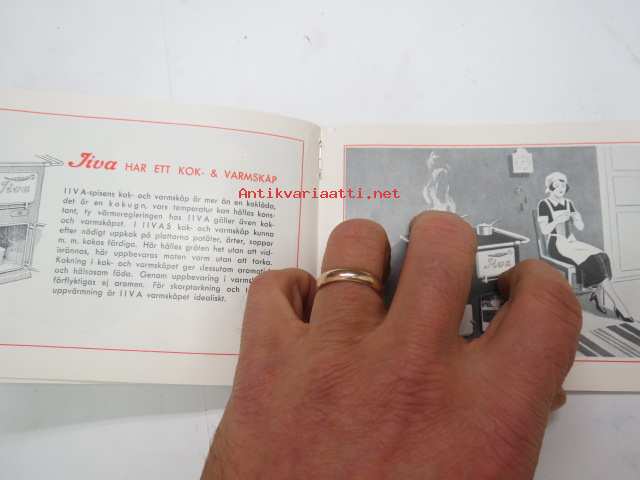 Iiva HAR ETT KOK- & VARMSKÅP
IIVA-spisens kok- och varmskåp är mer än en koklåda,
det är en kokugn, vars temperatur kan hållas kons-
tant, ty värmeregleringen hos IIVA gäller även kok-
och varmskåpet. I IIVAS kok- och varmskåp kunna
efter nödigt uppkok på plattorna potäter, ärter, soppor
m. m. kokas färdiga. Här hålles gröten het utan att vid-
brännas, här uppbevaras maten varm utan att torka.
Kokning i kok- och varmskåpet ger dessutom
och hälsosam föda. Genom uppbevaring i
förflyktigas ej aromen. För skorptorkning och
uppvärmning är IIVA varmskåpet idealiskt.
Antikvariaatti.net
Iiva
Iiva